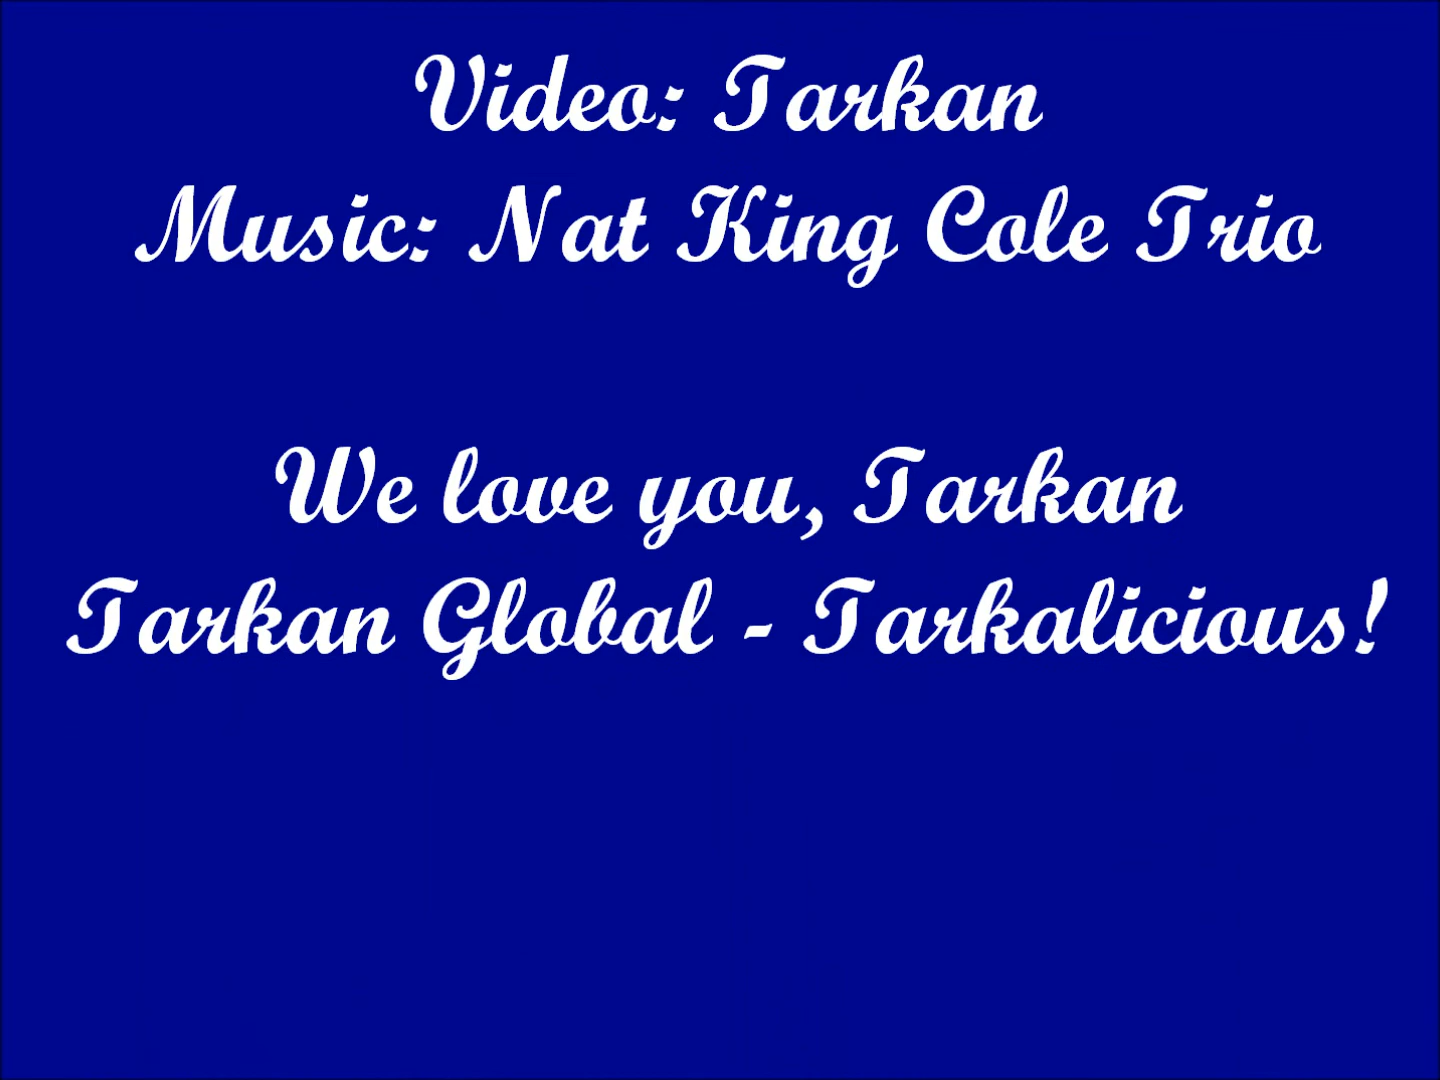 Video: Tarkan
Music: Nat King Cole Trio
We love you, Tarkan
Tarkan Global - Tarkalicious!